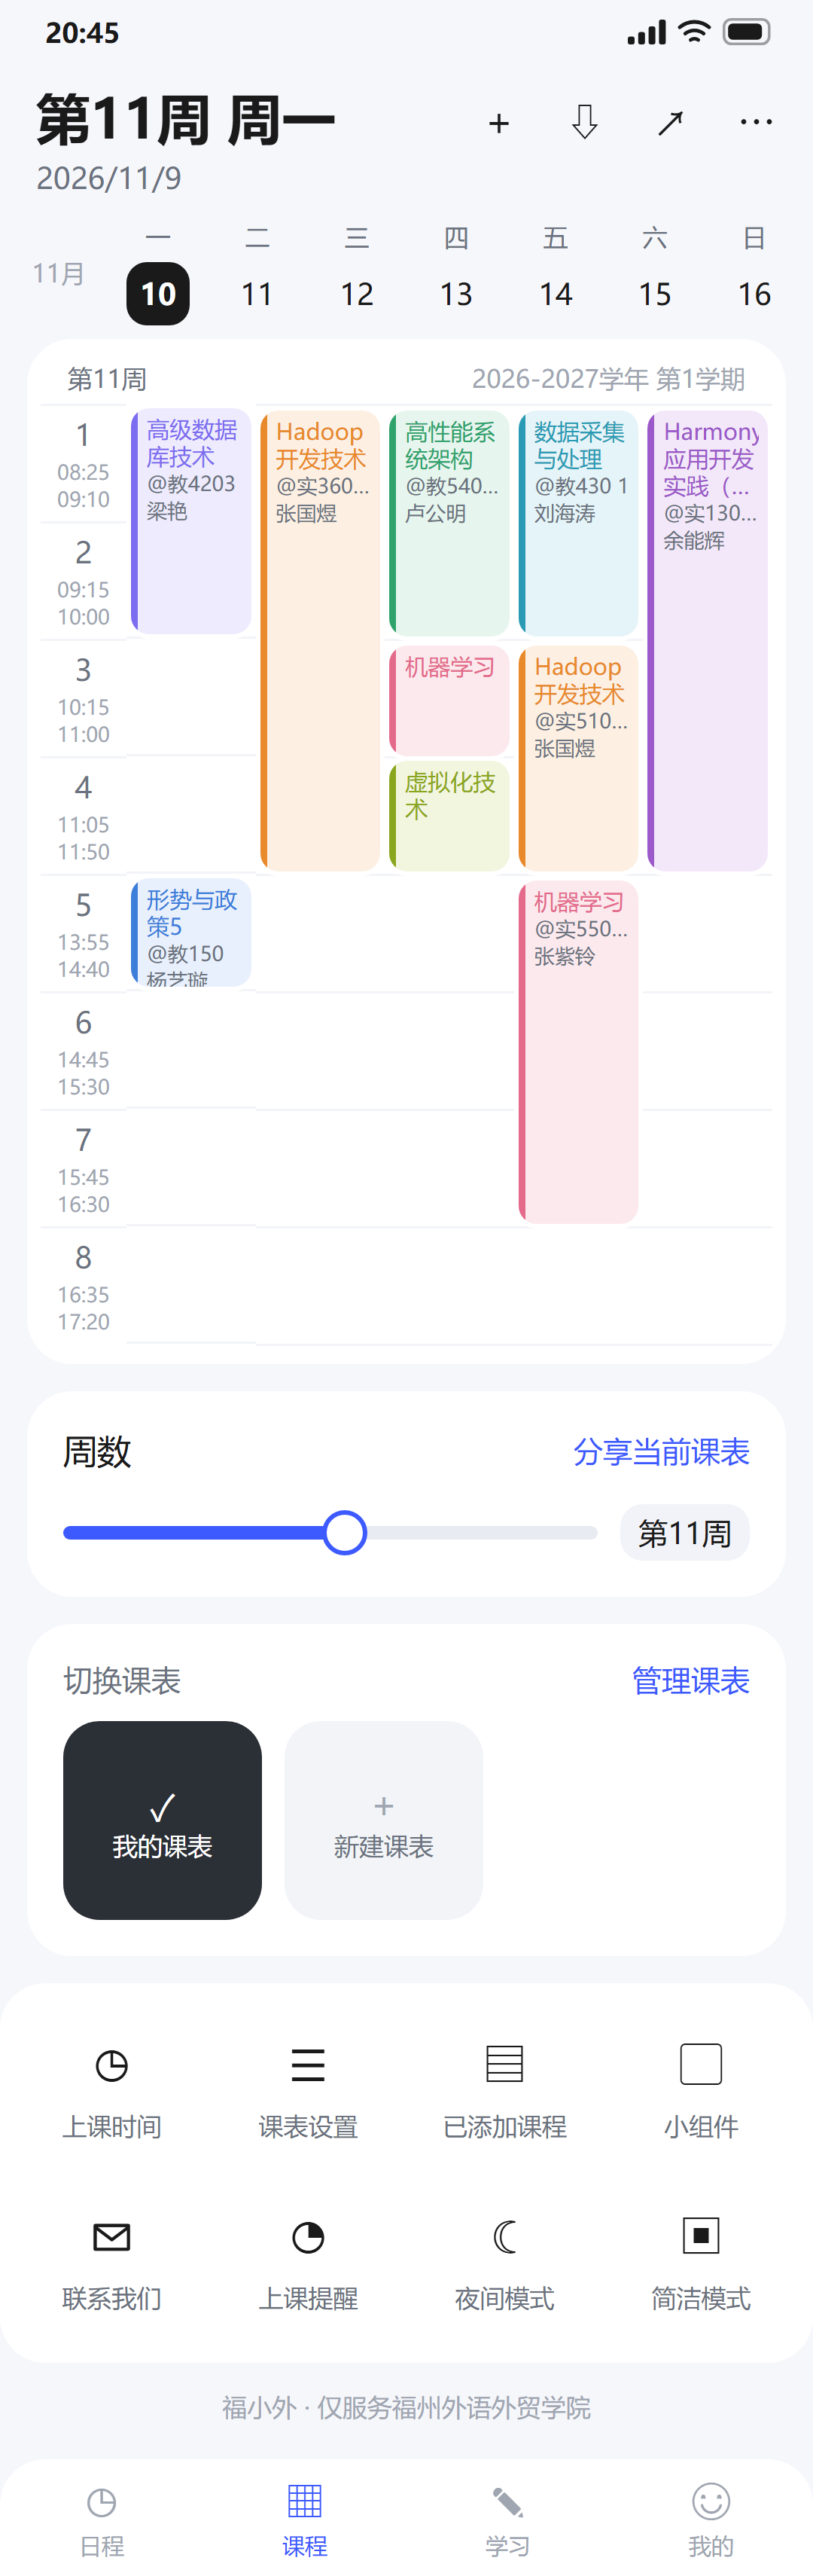 20:45
第11周 周一
2026/11/9
一 二 三 四 五 六 日
11月
10 11 12 13 14 15 16
第11周
2026-2027学年 第1学期
1
08:25
09:10
2
09:15
10:00
3
10:15
11:00
4
11:05
11:50
5
13:55
14:40
6
14:45
15:30
7
15:45
16:30
8
16:35
17:20
高级数据
库技术
@教4203
梁艳
形势与政
策5
@教150
杨艺璇
Hadoop
开发技术
@实360...
张国煜
高性能系
统架构
@教540...
卢公明
机器学习
虚拟化技
术
数据采集
与处理
@教430 1
刘海涛
Hadoop
开发技术
@实510...
张国煜
机器学习
@实550...
张紫铃
Harmony
应用开发
实践（...
@实130...
余能辉
周数
分享当前课表
第11周
切换课表
管理课表
我的课表
新建课表
上课时间 课表设置 已添加课程 小组件
联系我们 上课提醒 夜间模式 简洁模式
福小外 · 仅服务福州外语外贸学院
日程 课程 学习 我的